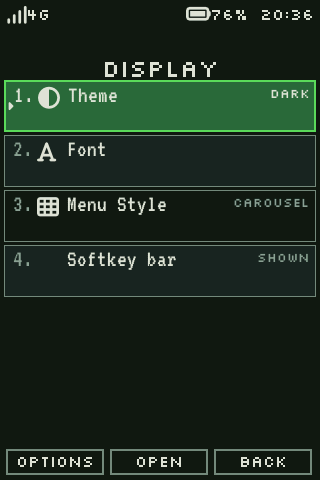 4G 76% 20:36
DISPLAY
1. Theme DARK
2. Font
3. Menu Style CAROUSEL
4. Softkey bar SHOWN
OPTIONS OPEN BACK